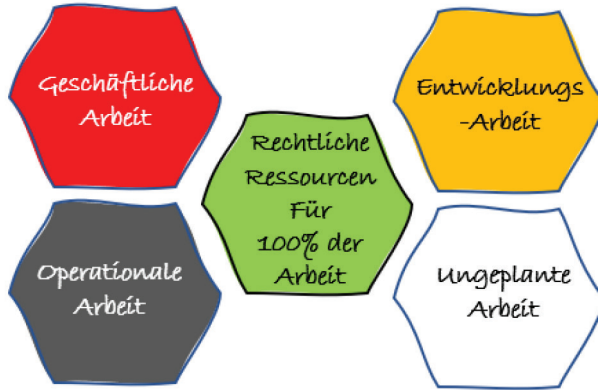 Geschäftliche
Arbeit
Entwicklungs
-Arbeit
Rechtliche
Ressourcen
Für
100% der
Arbeit
Operationale
Arbeit
Ungeplante
Arbeit